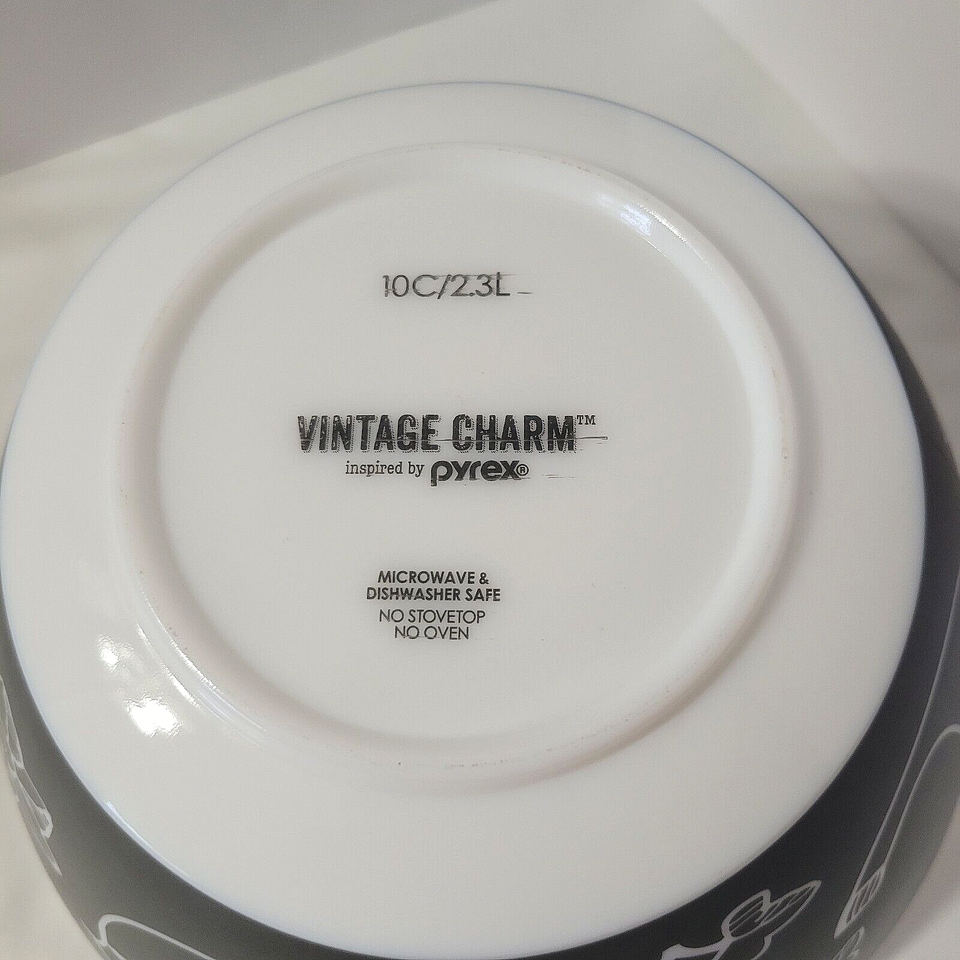 10C/2.3L
VINTAGE CHARM™
inspired by pyrex®
MICROWAVE &
DISHWASHER SAFE
NO STOVETOP
NO OVEN